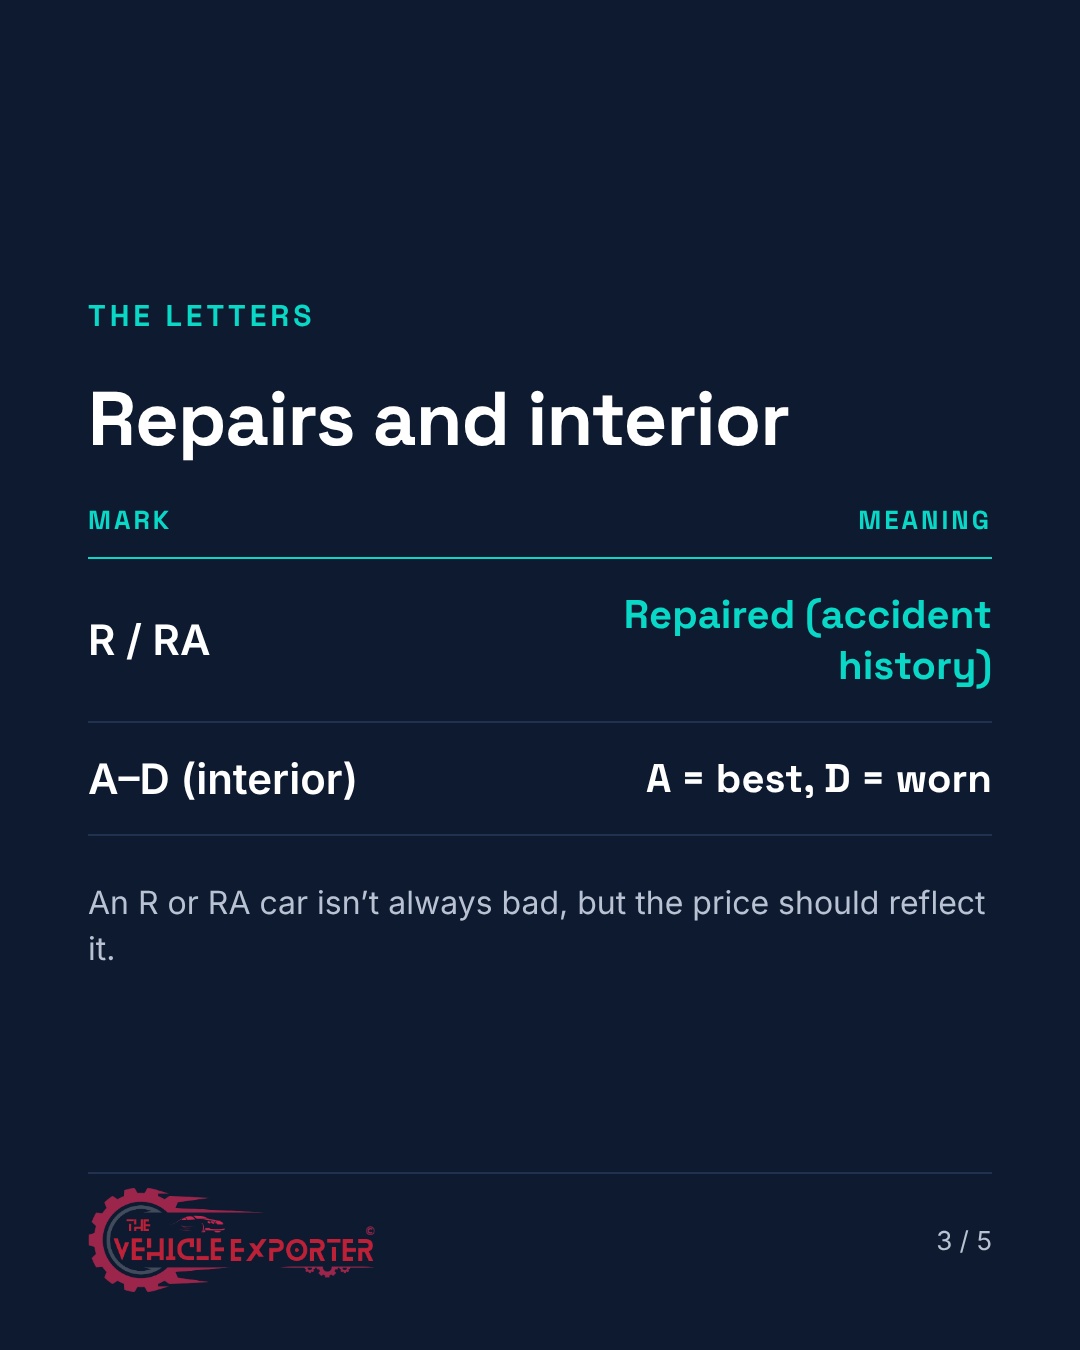 THE LETTERS
Repairs and interior
MARK MEANING
R / RA Repaired (accident
history)
A–D (interior) A = best, D = worn
An R or RA car isn’t always bad, but the price should reflect
it.
THE
VEHICLE EXPORTER ©
3 / 5